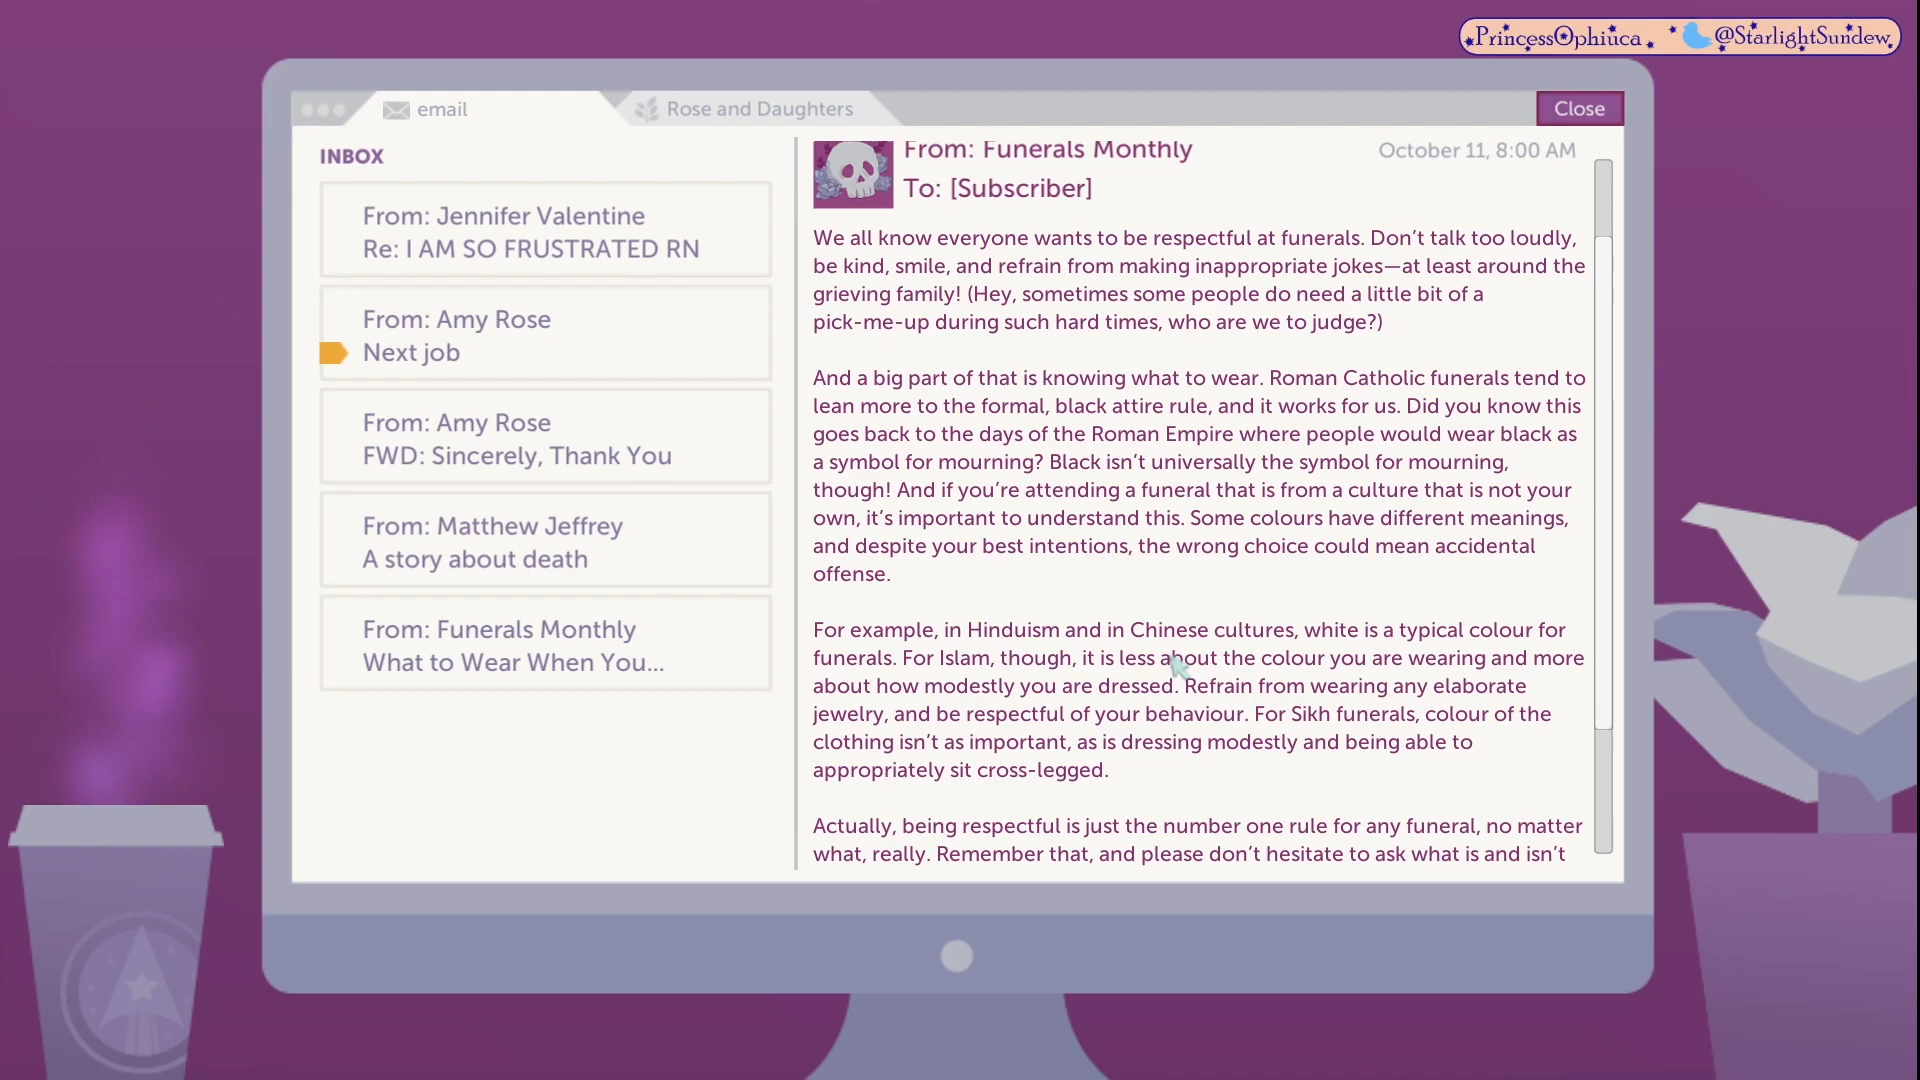 PrincessOphiuca
@StarlightSundew
email
Rose and Daughters
Close
INBOX
From: Jennifer Valentine
Re: I AM SO FRUSTRATED RN
From: Amy Rose
Next job
From: Amy Rose
FWD: Sincerely, Thank You
From: Matthew Jeffrey
A story about death
From: Funerals Monthly
What to Wear When You...
From: Funerals Monthly
October 11, 8:00 AM
To: [Subscriber]
We all know everyone wants to be respectful at funerals. Don't talk too loudly,
be kind, smile, and refrain from making inappropriate jokes—at least around the
grieving family! (Hey, sometimes some people do need a little bit of a
pick-me-up during such hard times, who are we to judge?)
And a big part of that is knowing what to wear. Roman Catholic funerals tend to
lean more to the formal, black attire rule, and it works for us. Did you know this
goes back to the days of the Roman Empire where people would wear black as
a symbol for mourning? Black isn't universally the symbol for mourning,
though! And if you're attending a funeral that is from a culture that is not your
own, it's important to understand this. Some colours have different meanings,
and despite your best intentions, the wrong choice could mean accidental
offense.
For example, in Hinduism and in Chinese cultures, white is a typical colour for
funerals. For Islam, though, it is less about the colour you are wearing and more
about how modestly you are dressed. Refrain from wearing any elaborate
jewelry, and be respectful of your behaviour. For Sikh funerals, colour of the
clothing isn't as important, as is dressing modestly and being able to
appropriately sit cross-legged.
Actually, being respectful is just the number one rule for any funeral, no matter
what, really. Remember that, and please don't hesitate to ask what is and isn't